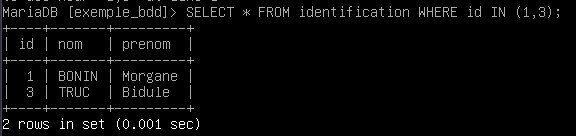 MariaDB [exemple_bdd]> SELECT * FROM identification WHERE id IN (1,3);
+----+-------+---------+
| id | nom   | prenom  |
+----+-------+---------+
|  1 | BONIN | Morgane |
|  3 | TRUC  | Bidule  |
+----+-------+---------+
2 rows in set (0.001 sec)